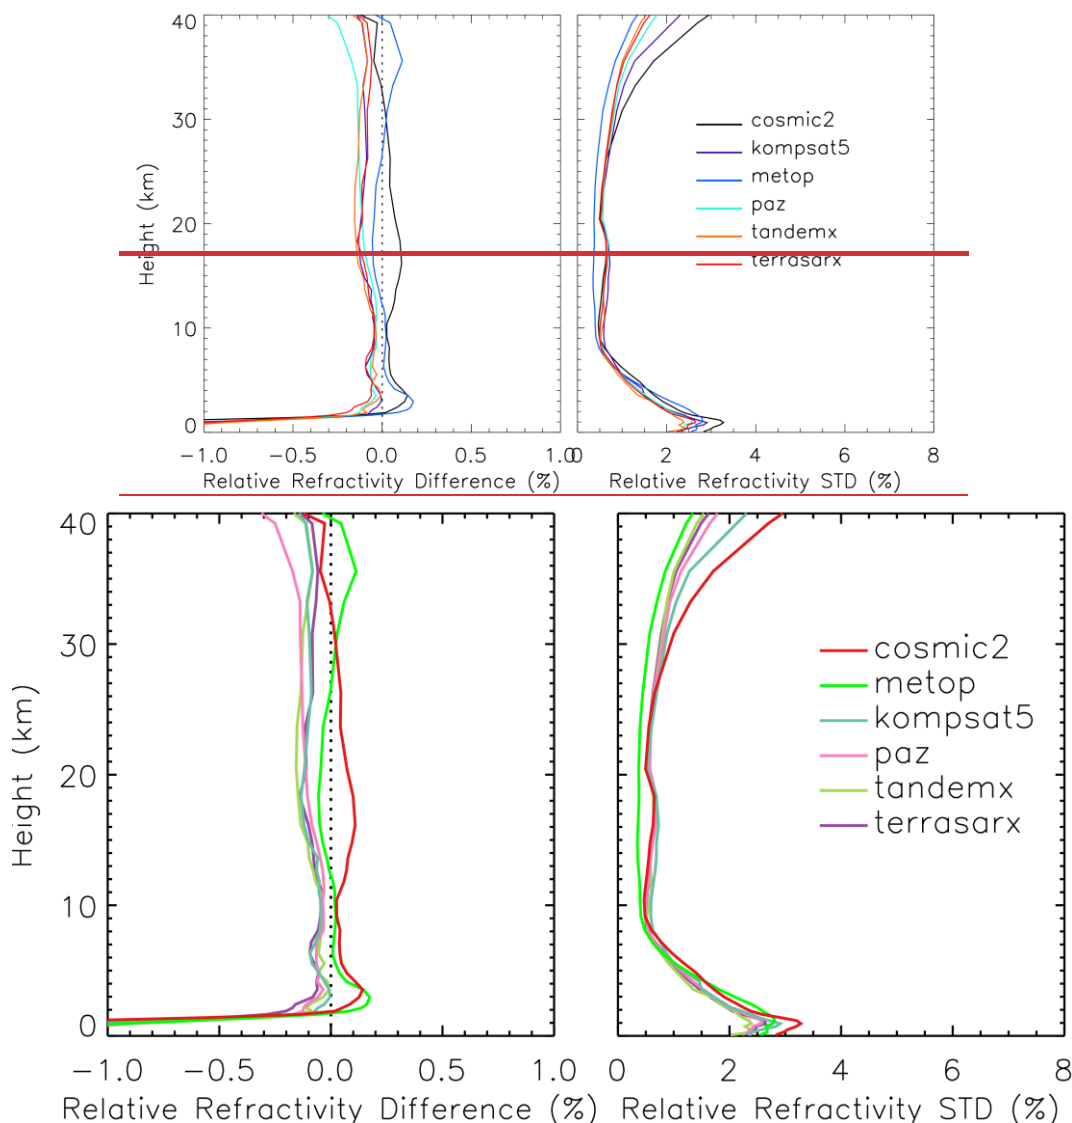 40
30
20
10
0
Height (km)
cosmic2
kompsat5
metop
paz
tandemx
terrasarx
-1.0 -0.5 0.0 0.5 1.0
0 2 4 6 8
Relative Refractivity Difference (%)
Relative Refractivity STD (%)
40
30
20
10
0
Height (km)
cosmic2
metop
kompsat5
paz
tandemx
terrasarx
-1.0 -0.5 0.0 0.5 1.0
0 2 4 6 8
Relative Refractivity Difference (%)
Relative Refractivity STD (%)